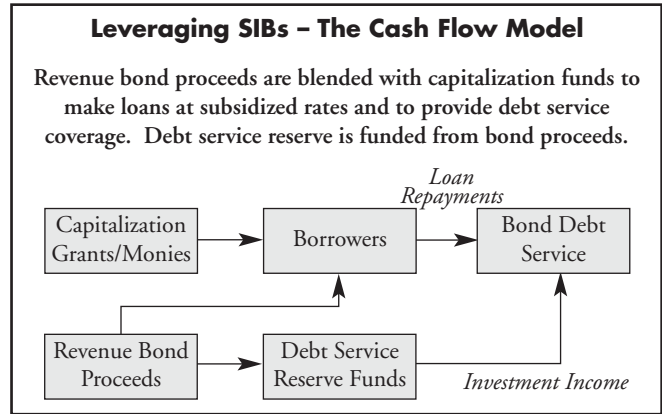 Leveraging SIBs – The Cash Flow Model
Revenue bond proceeds are blended with capitalization funds to
make loans at subsidized rates and to provide debt service
coverage. Debt service reserve is funded from bond proceeds.
Loan
Repayments
Capitalization
Grants/Monies
Borrowers
Bond Debt
Service
Revenue Bond
Proceeds
Debt Service
Reserve Funds
Investment Income